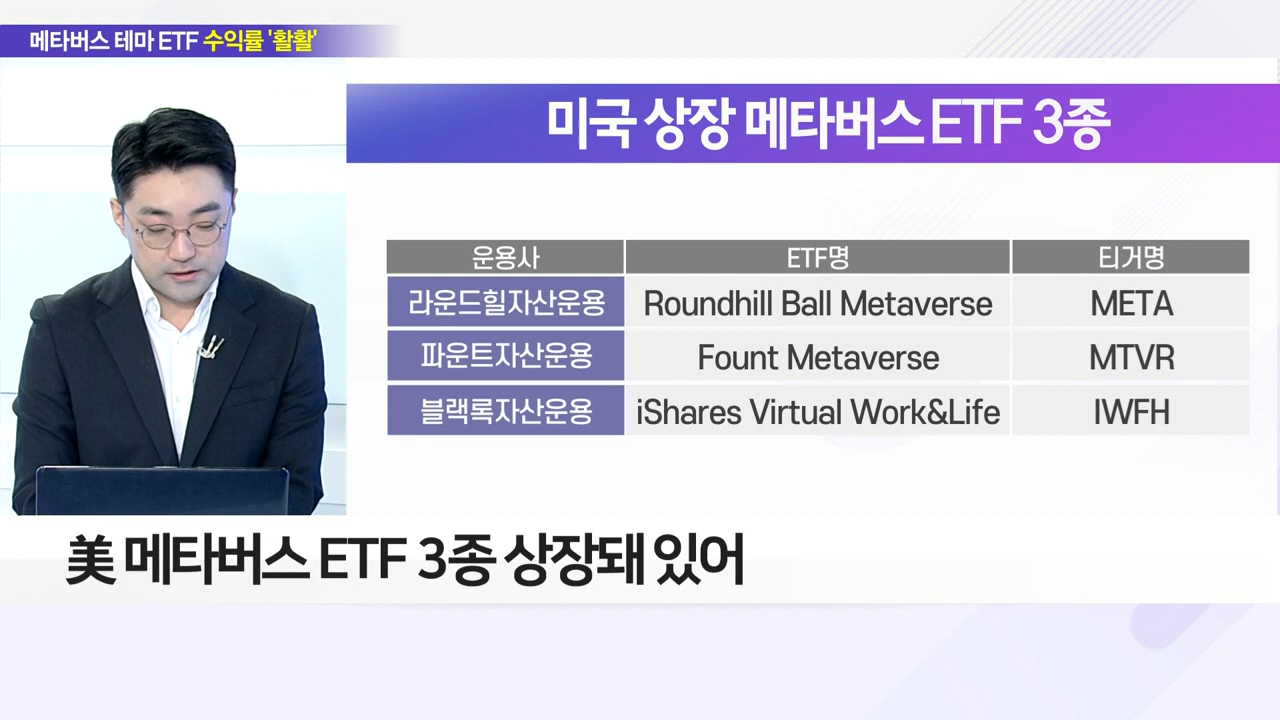 메타버스 테마 ETF 수익률 '활활'
미국 상장 메타버스 ETF 3종
운용사 ETF명 티거명
라운드힐자산운용 Roundhill Ball Metaverse META
파운트자산운용 Fount Metaverse MTVR
블랙록자산운용 iShares Virtual Work&Life IWFH
美 메타버스 ETF 3종 상장돼 있어